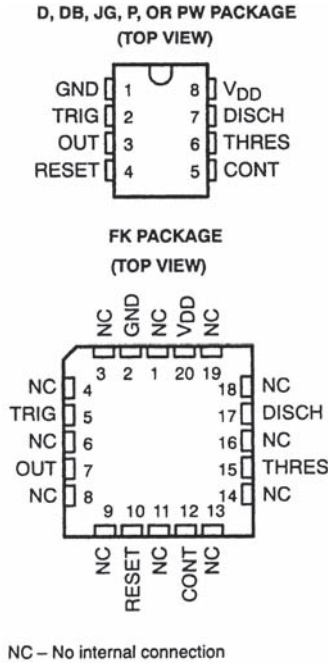 D, DB, JG, P, OR PW PACKAGE
(TOP VIEW)
GND 1 8 VDD
TRIG 2 7 DISCH
OUT 3 6 THRES
RESET 4 5 CONT
FK PACKAGE
(TOP VIEW)
NC GND NC VDD NC
3 2 1 20 19
NC 4 18 NC
TRIG 5 17 DISCH
NC 6 16 NC
OUT 7 15 THRES
NC 8 14 NC
9 10 11 12 13
NC RESET NC CONT NC
NC – No internal connection